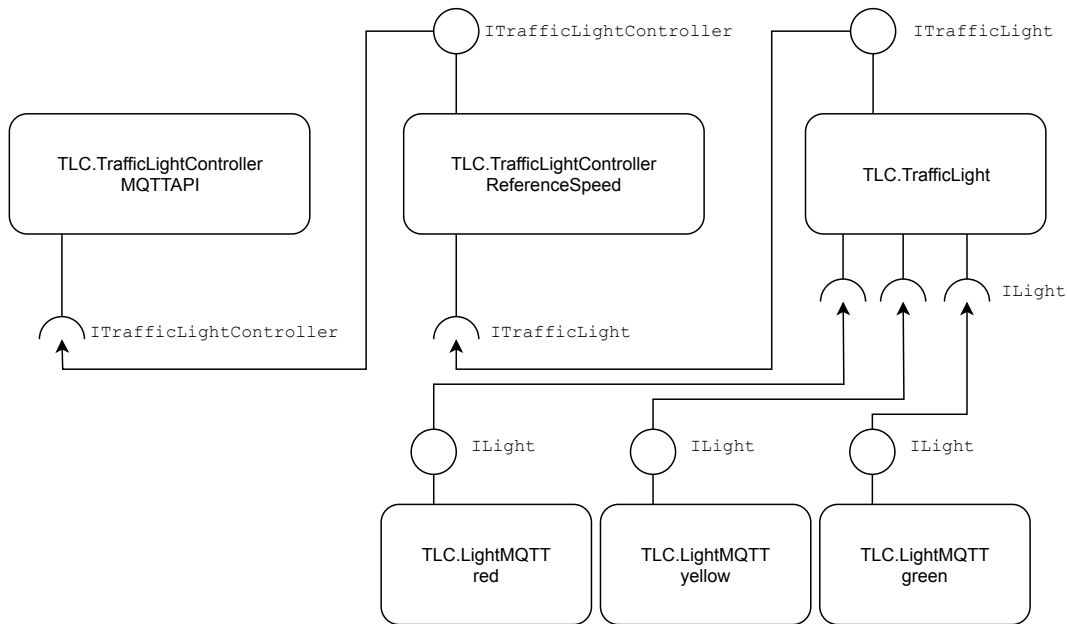 ITrafficLightController
ITrafficLight
TLC.TrafficLightController
MQTTAPI
TLC.TrafficLightController
ReferenceSpeed
TLC.TrafficLight
ILight
ITrafficLightController
ITrafficLight
ILight
ILight
ILight
TLC.LightMQTT
red
TLC.LightMQTT
yellow
TLC.LightMQTT
green